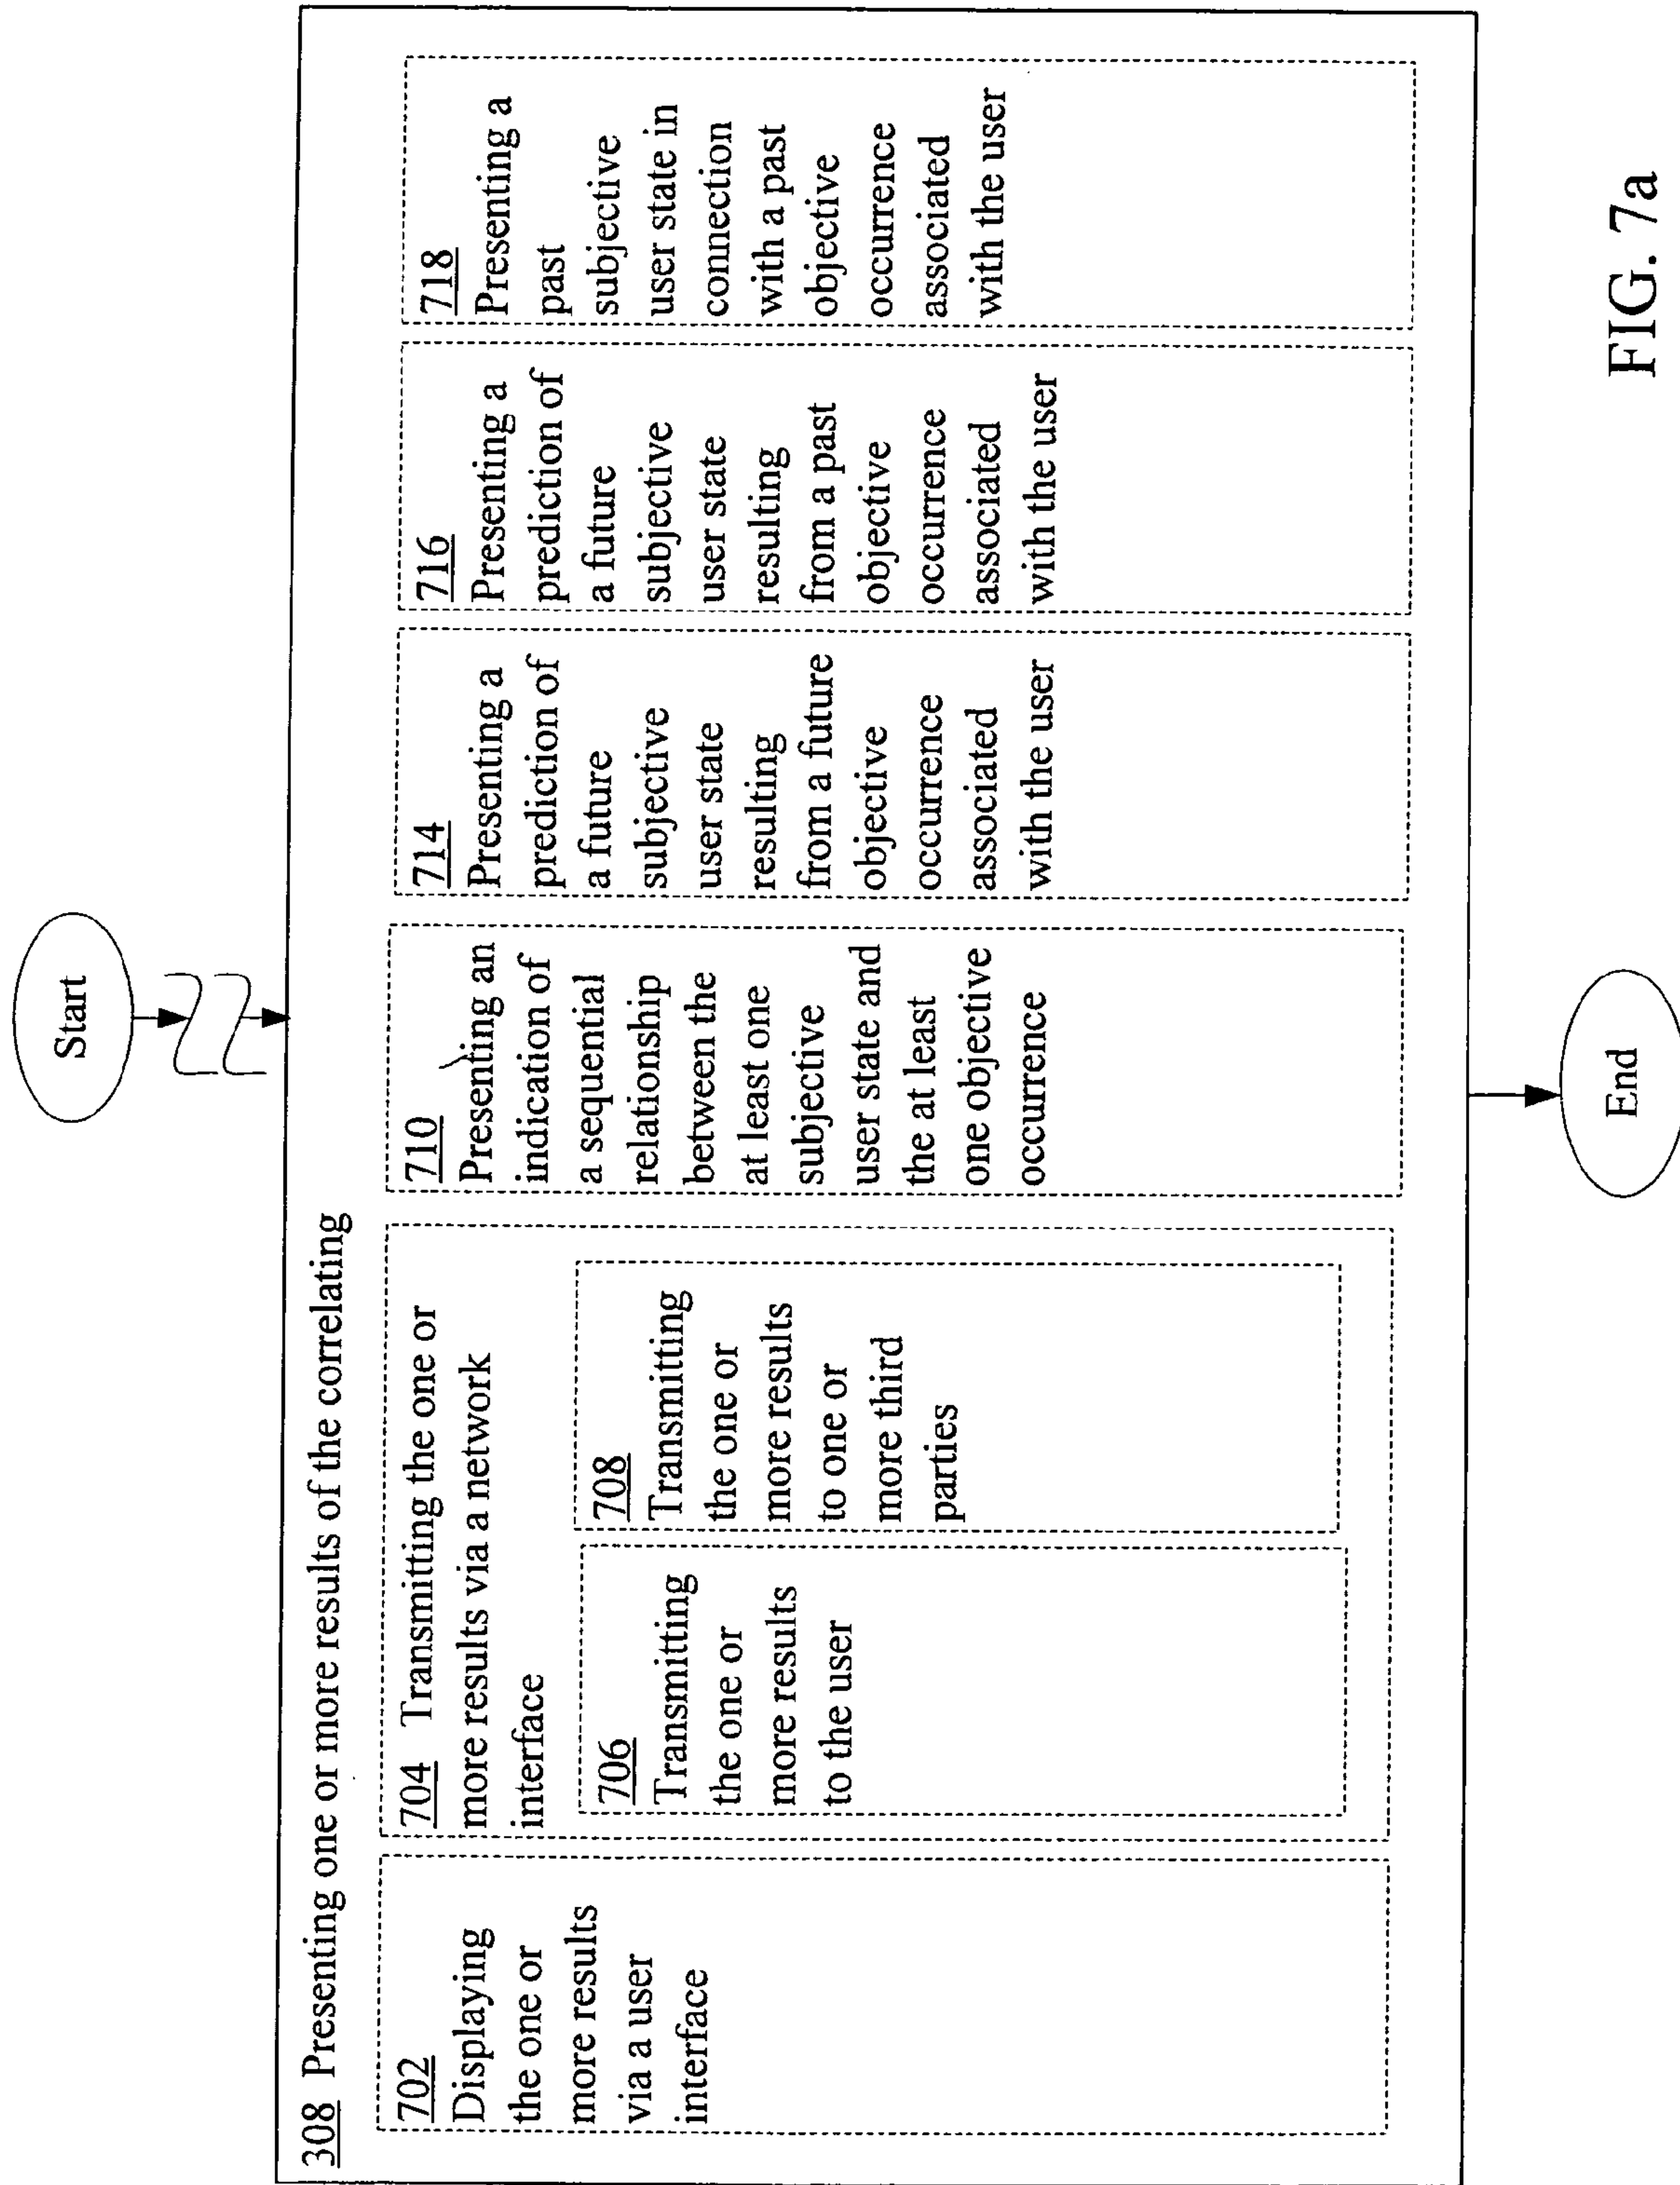 Start
308 Presenting one or more results of the correlating
702
Displaying
the one or
more results
via a user
interface
704 Transmitting the one or
more results via a network
interface
706
Transmitting
the one or
more results
to the user
708
Transmitting
the one or
more results
to one or
more third
parties
710
Presenting an
indication of
a sequential
relationship
between the
at least one
subjective
user state and
the at least
one objective
occurrence
714
Presenting a
prediction of
a future
subjective
user state
resulting
from a future
objective
occurrence
associated
with the user
716
Presenting a
prediction of
a future
subjective
user state
resulting
from a past
objective
occurrence
associated
with the user
718
Presenting a
past
subjective
user state in
connection
with a past
objective
occurrence
associated
with the user
End
FIG. 7a